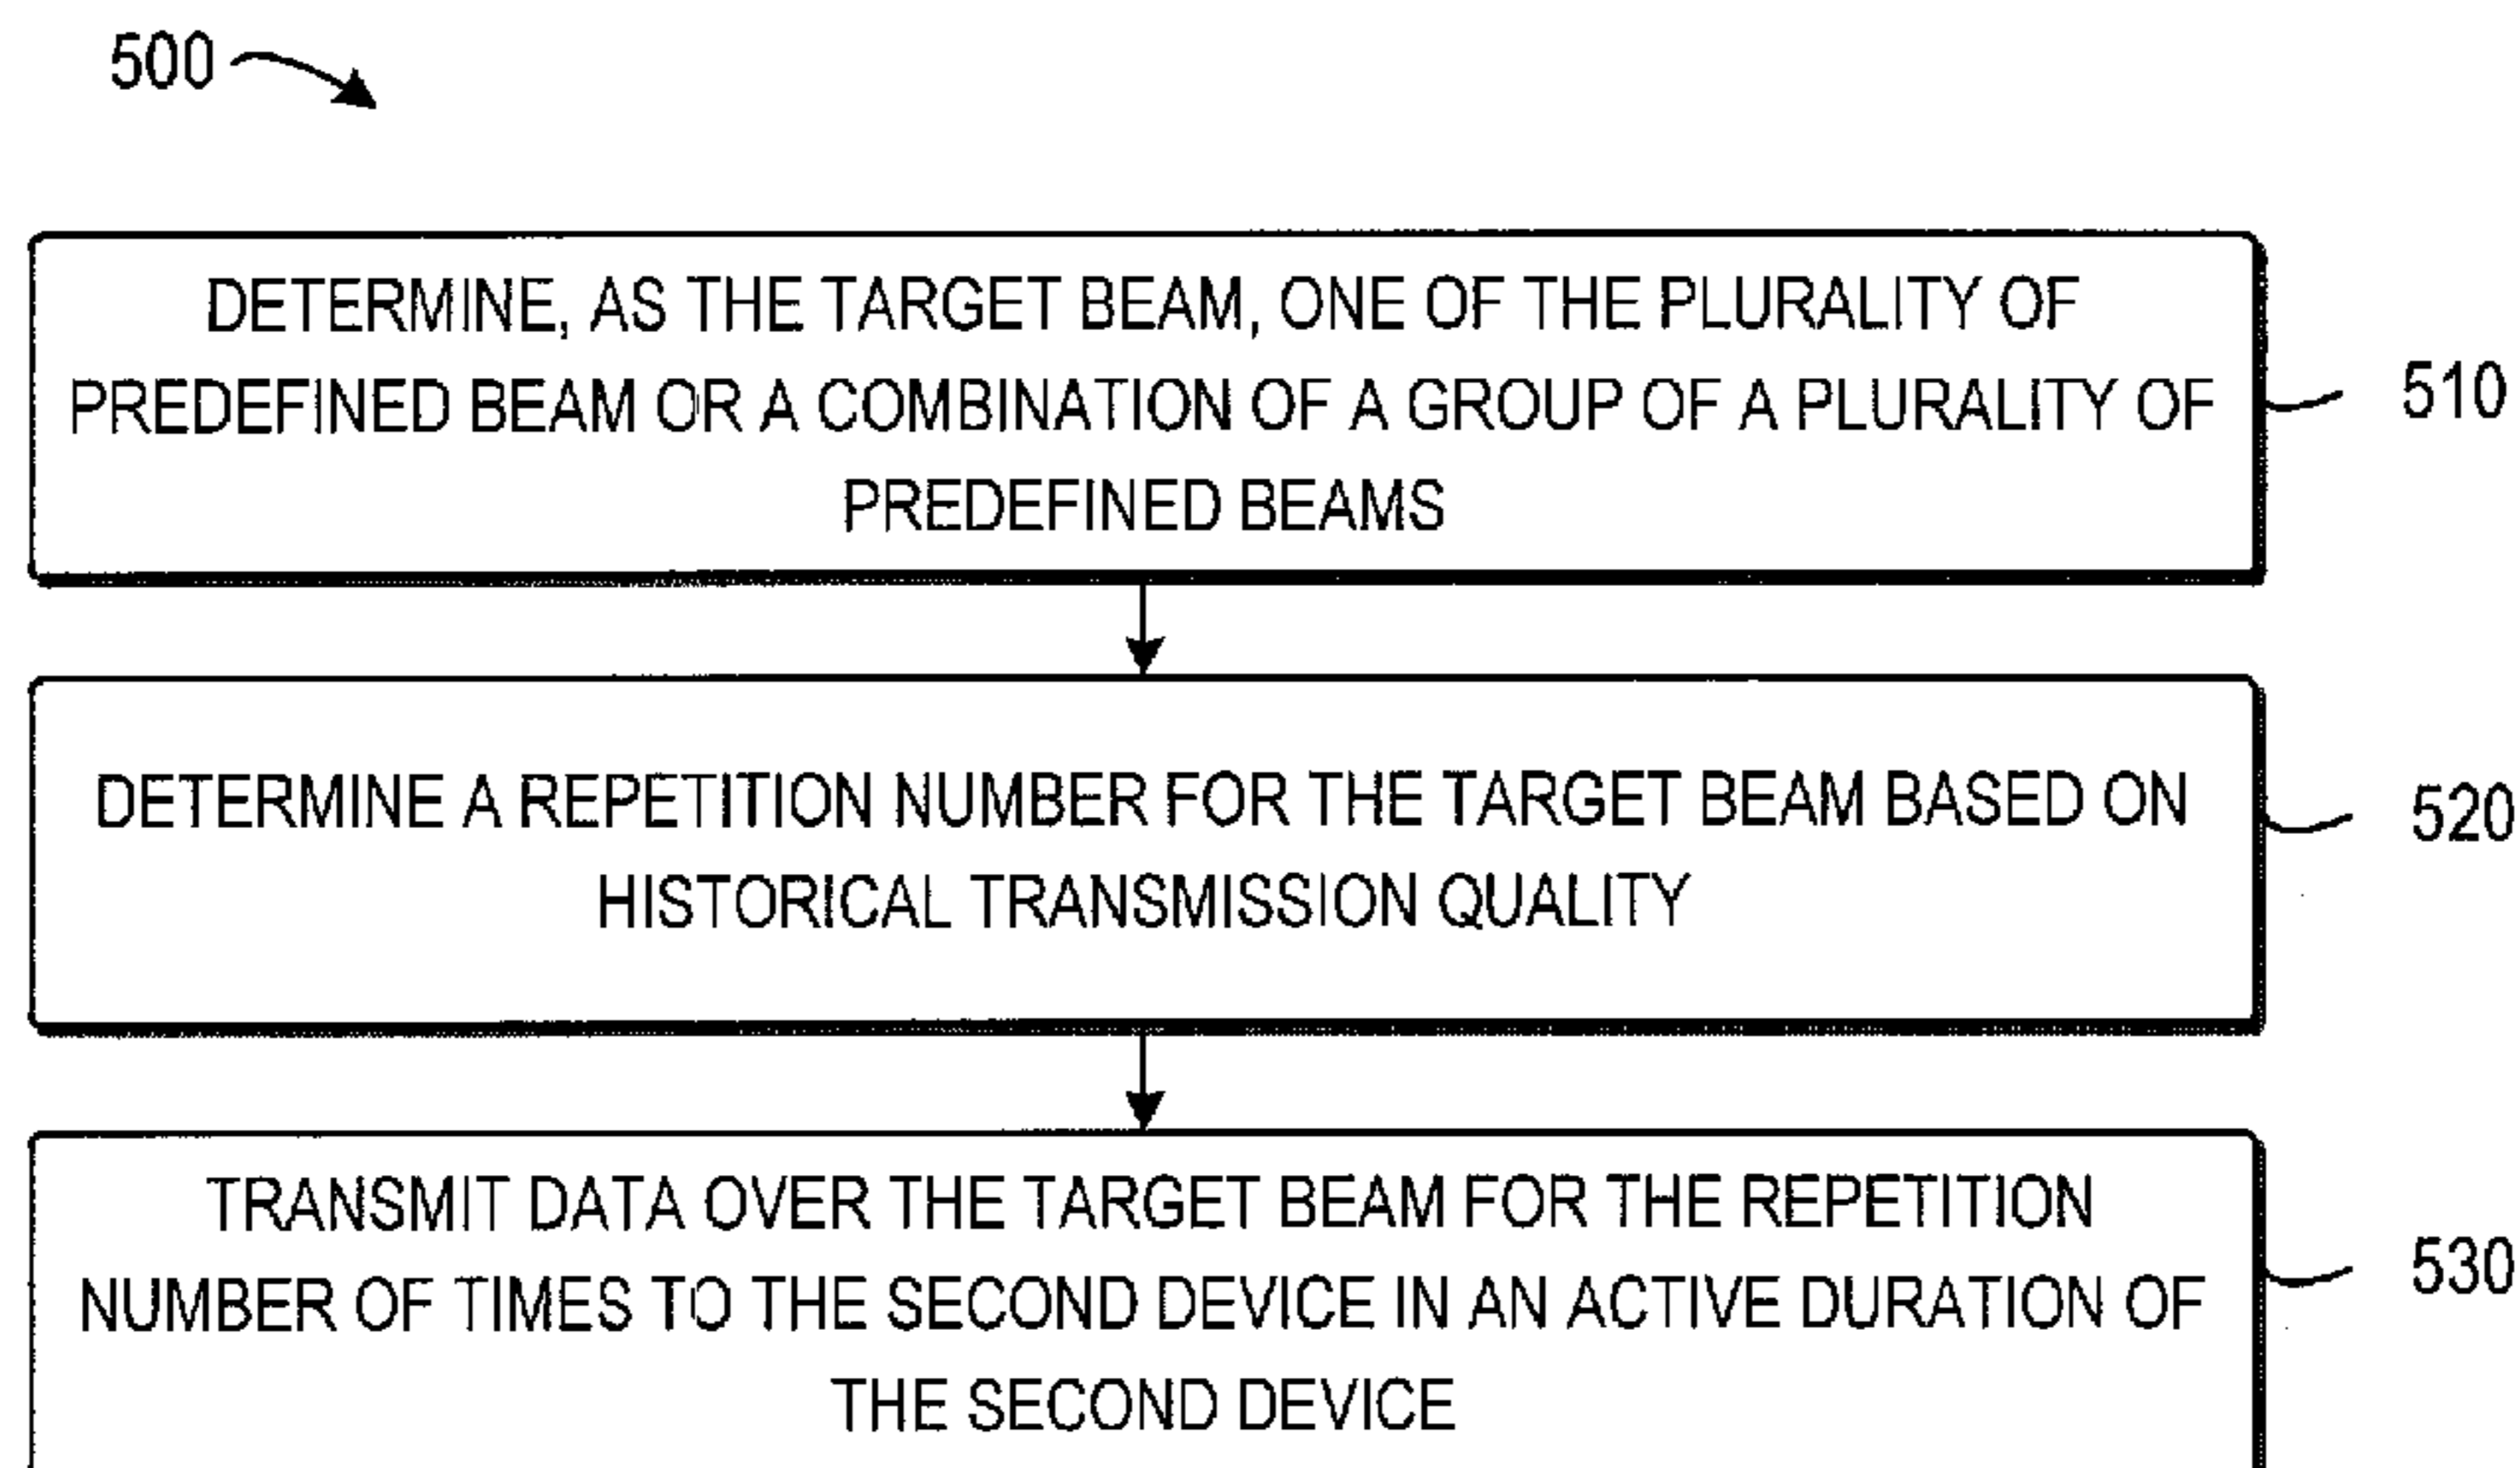 500
DETERMINE, AS THE TARGET BEAM, ONE OF THE PLURALITY OF
PREDEFINED BEAM OR A COMBINATION OF A GROUP OF A PLURALITY OF
PREDEFINED BEAMS
510
DETERMINE A REPETITION NUMBER FOR THE TARGET BEAM BASED ON
HISTORICAL TRANSMISSION QUALITY
520
TRANSMIT DATA OVER THE TARGET BEAM FOR THE REPETITION
NUMBER OF TIMES TO THE SECOND DEVICE IN AN ACTIVE DURATION OF
THE SECOND DEVICE
530